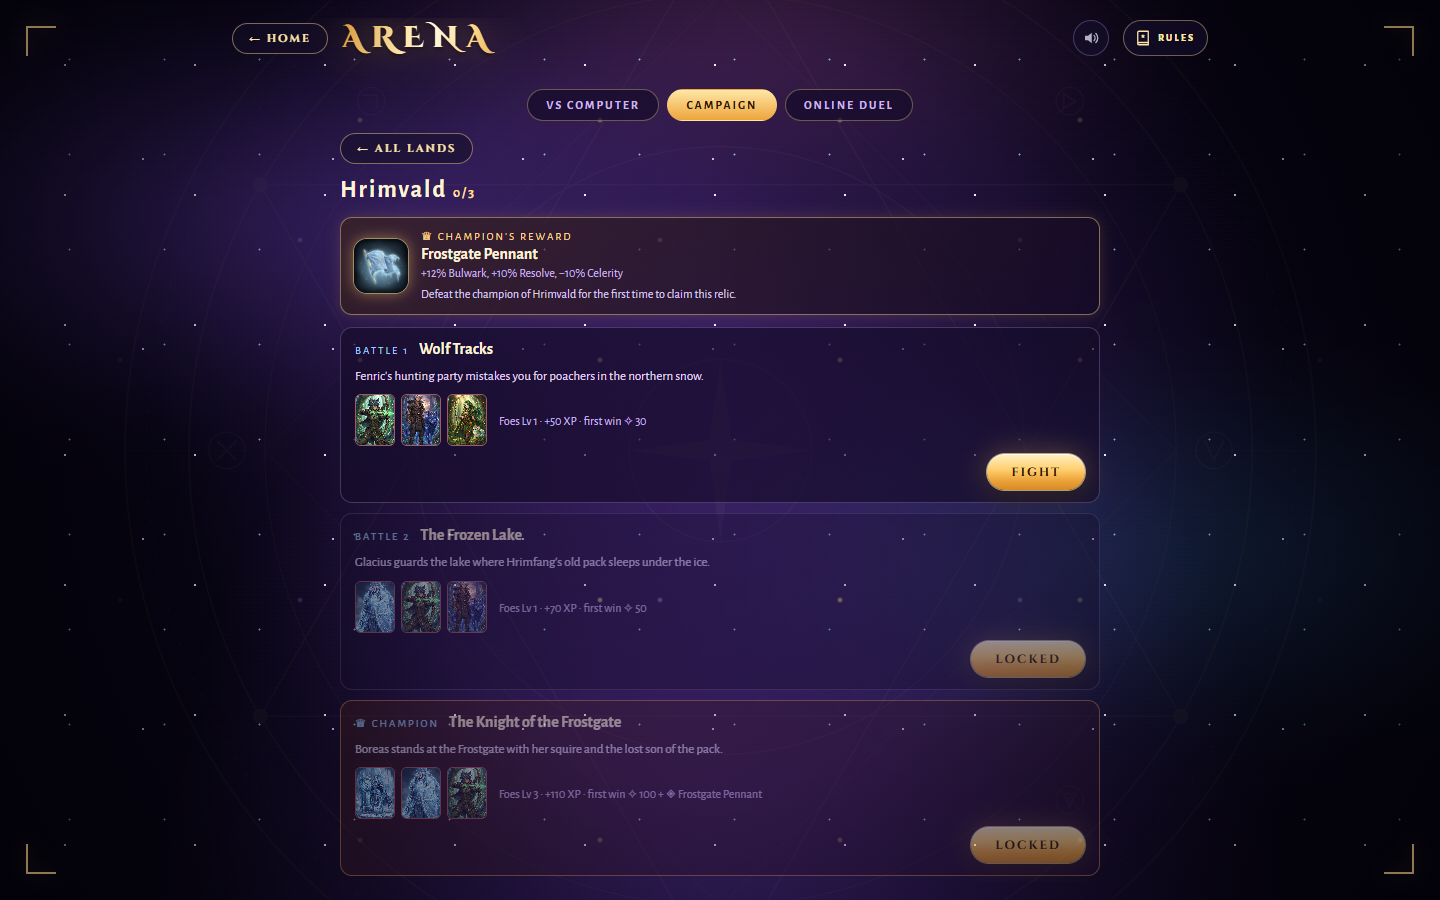 ← HOME
ARENA
RULES
VS COMPUTER
CAMPAIGN
ONLINE DUEL
← ALL LANDS
Hrimvald 0/3
♛ CHAMPION'S REWARD
Frostgate Pennant
+12% Bulwark, +10% Resolve, −10% Celerity
Defeat the champion of Hrimvald for the first time to claim this relic.
BATTLE 1 Wolf Tracks
Fenric's hunting party mistakes you for poachers in the northern snow.
Foes Lv 1 · +50 XP · first win ✧ 30
FIGHT
BATTLE 2 The Frozen Lake
Glacius guards the lake where Hrimfang's old pack sleeps under the ice.
Foes Lv 1 · +70 XP · first win ✧ 50
LOCKED
♛ CHAMPION The Knight of the Frostgate
Boreas stands at the Frostgate with her squire and the lost son of the pack.
Foes Lv 3 · +110 XP · first win ✧ 100 + ◈ Frostgate Pennant
LOCKED